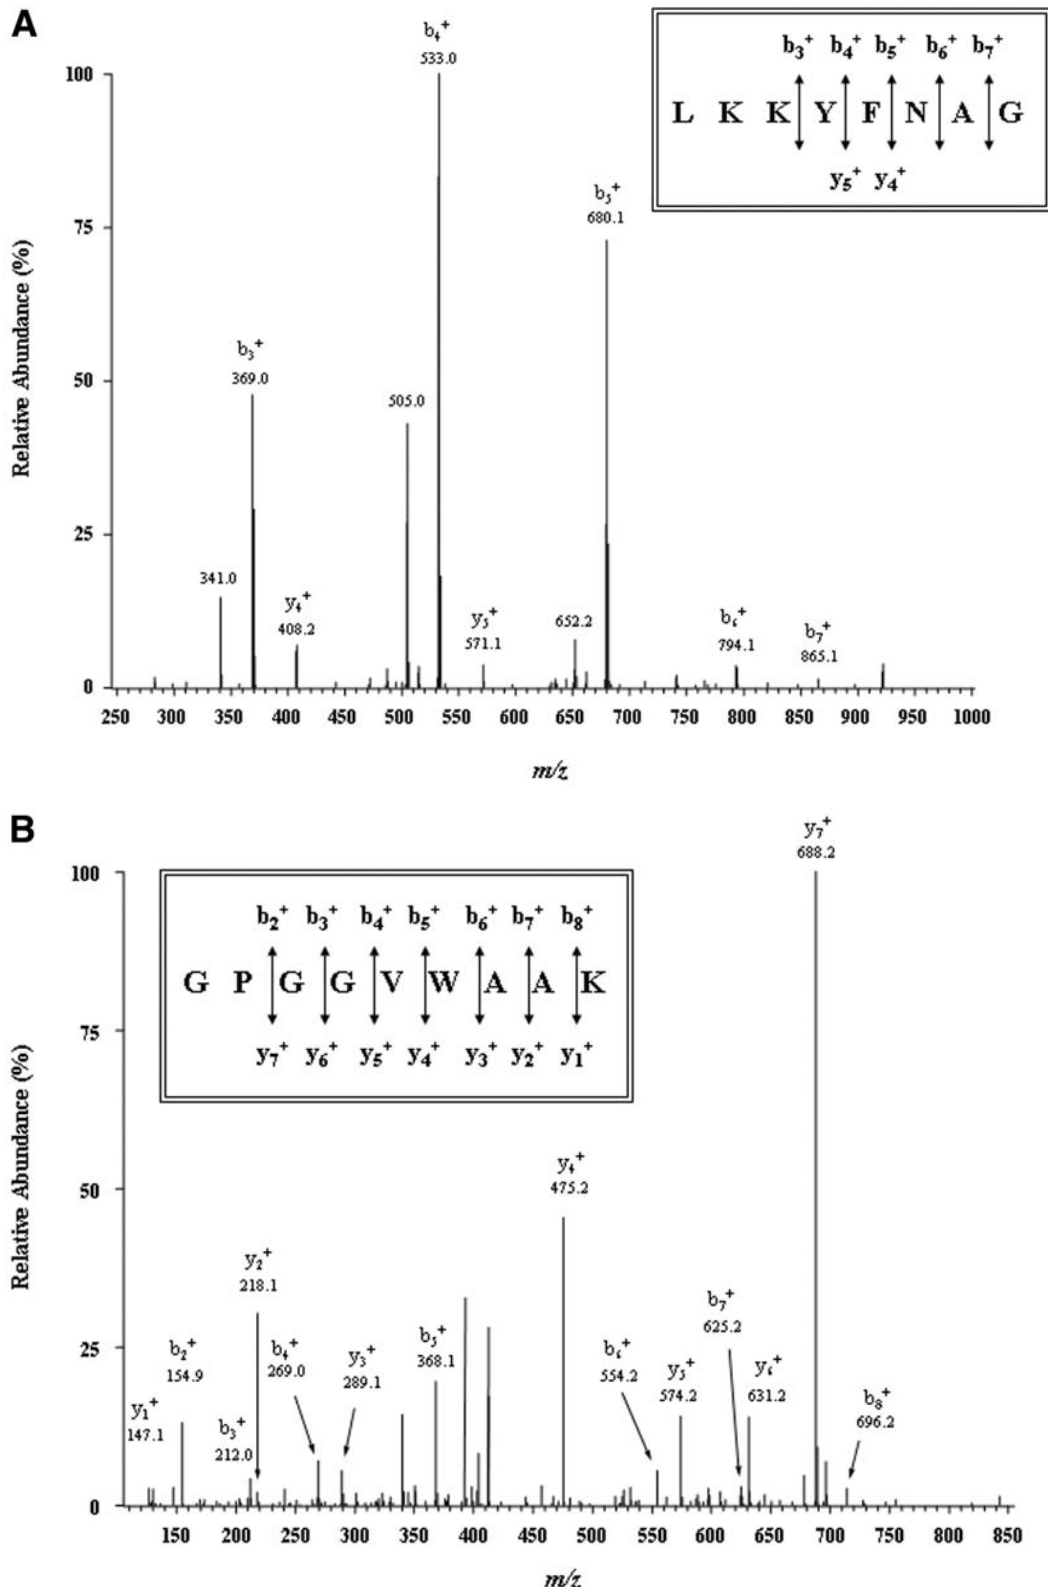 A
b₄⁺
533.0
b₃⁺ b₄⁺ b₅⁺ b₆⁺ b₇⁺
L K K Y F N A G
y₅⁺ y₄⁺
100
b₅⁺
680.1
75
b₃⁺
369.0
50
505.0
25
341.0
y₄⁺
408.2
y₅⁺
571.1
652.2
b₆⁺
794.1
b₇⁺
865.1
0
Relative Abundance (%)
250 300 350 400 450 500 550 600 650 700 750 800 850 900 950 1000
m/z
B
y₇⁺
688.2
100
b₂⁺ b₃⁺ b₄⁺ b₅⁺ b₆⁺ b₇⁺ b₈⁺
G P G G V W A A K
y₇⁺ y₆⁺ y₅⁺ y₄⁺ y₃⁺ y₂⁺ y₁⁺
75
50
y₄⁺
475.2
y₂⁺
218.1
25
y₁⁺
147.1
b₂⁺
154.9
b₃⁺
212.0
b₄⁺
269.0
y₃⁺
289.1
b₅⁺
368.1
b₆⁺
554.2
y₅⁺
574.2
b₇⁺
625.2
y₆⁺
631.2
b₈⁺
696.2
0
Relative Abundance (%)
150 200 250 300 350 400 450 500 550 600 650 700 750 800 850
m/z